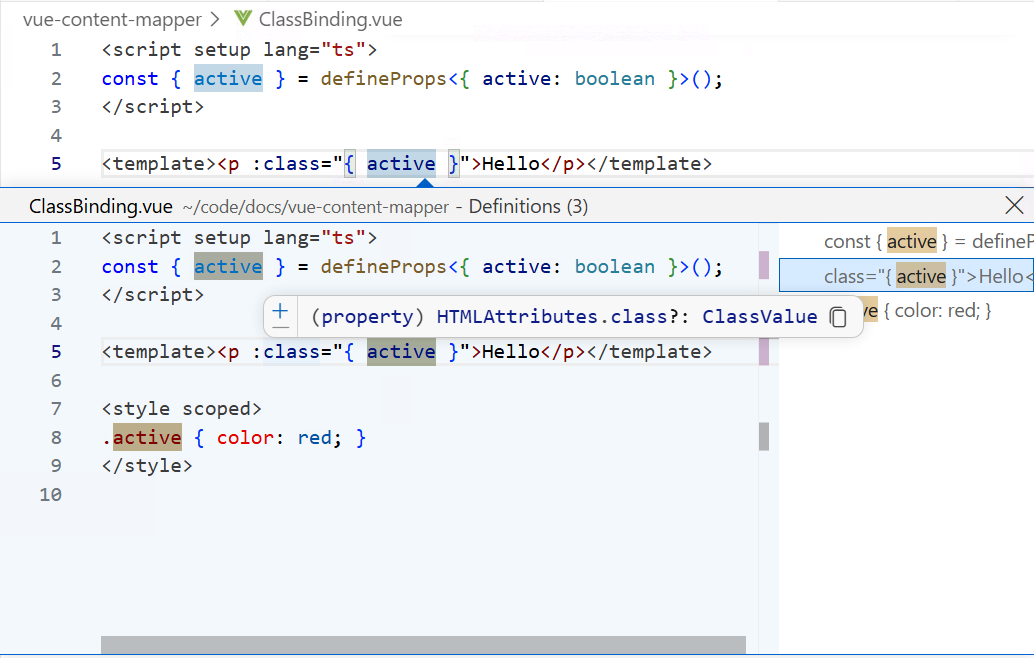 vue-content-mapper > ClassBinding.vue
1 <script setup lang="ts">
2 const { active } = defineProps<{ active: boolean }>();
3 </script>
4
5 <template><p :class="{ active }">Hello</p></template>
ClassBinding.vue ~/code/docs/vue-content-mapper - Definitions (3)
1 <script setup lang="ts">
2 const { active } = defineProps<{ active: boolean }>();
3 </script>
4
(property) HTMLAttributes.class?: ClassValue
5 <template><p :class="{ active }">Hello</p></template>
6
7 <style scoped>
8 .active { color: red; }
9 </style>
10
const { active } = defineP
class="{ active }">Hello<
ve { color: red; }